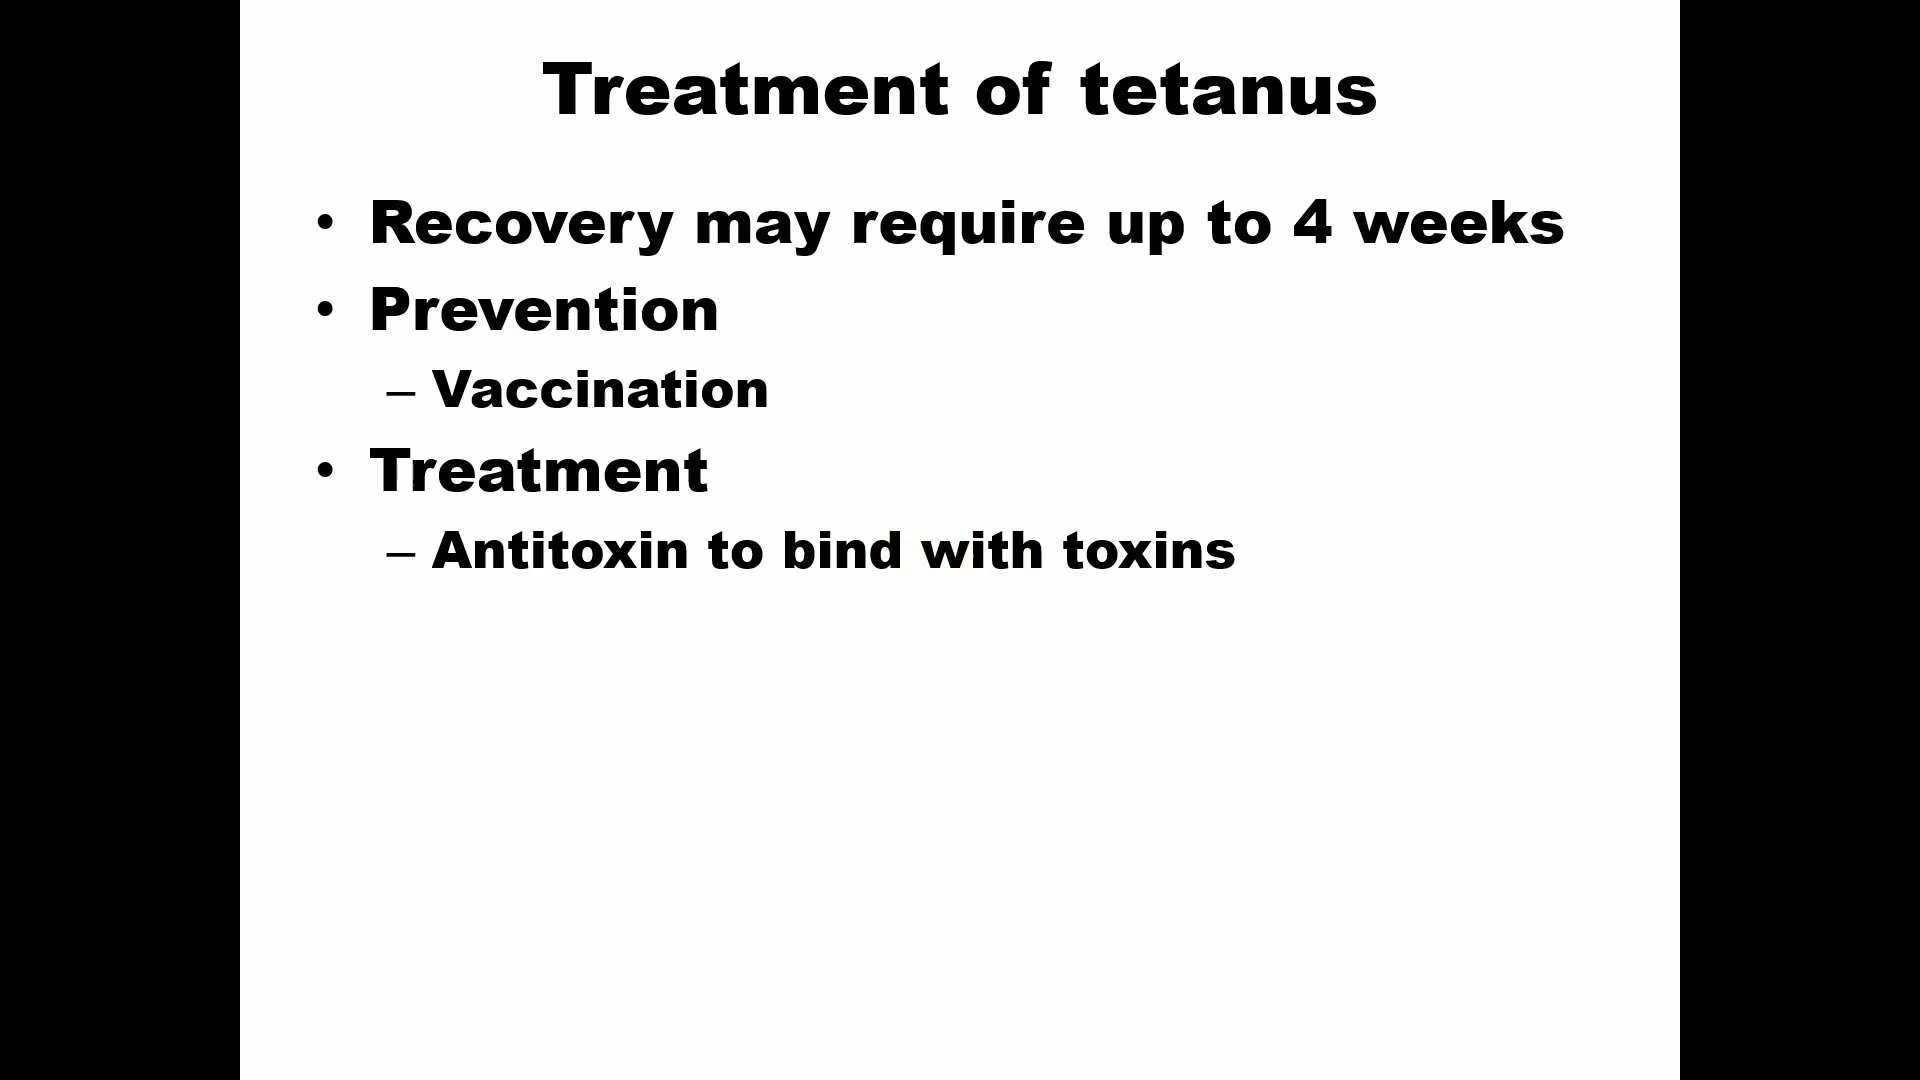 Treatment of tetanus
• Recovery may require up to 4 weeks
• Prevention
– Vaccination
• Treatment
– Antitoxin to bind with toxins